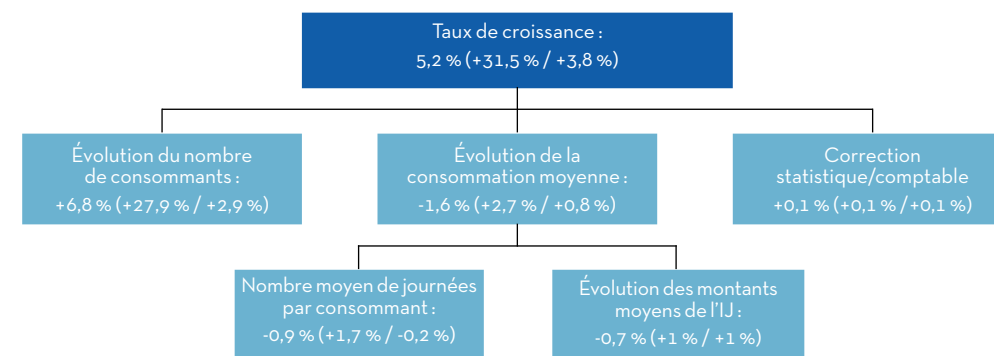 Taux de croissance :
5,2 % (+31,5 % / +3,8 %)
Évolution du nombre
de consommants :
+6,8 % (+27,9 % / +2,9 %)
Évolution de la
consommation moyenne :
-1,6 % (+2,7 % / +0,8 %)
Correction
statistique/comptable
+0,1 % (+0,1 % / +0,1 %)
Nombre moyen de journées
par consommant :
-0,9 % (+1,7 % / -0,2 %)
Évolution des montants
moyens de l'IJ :
-0,7 % (+1 % / +1 %)